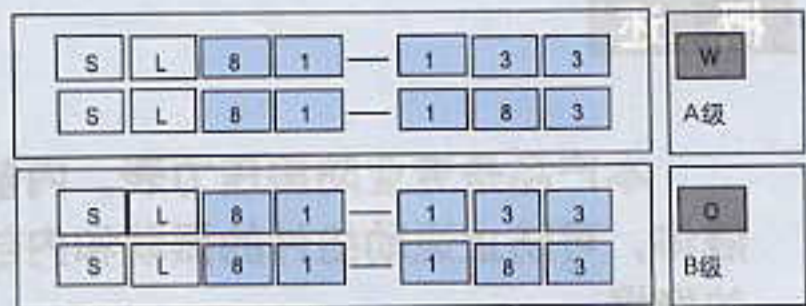 S L 8 1 — 1 3 3
W
S L 8 1 — 1 8 3
A级
S L 8 1 — 1 3 3
O
S L 8 1 — 1 8 3
B级